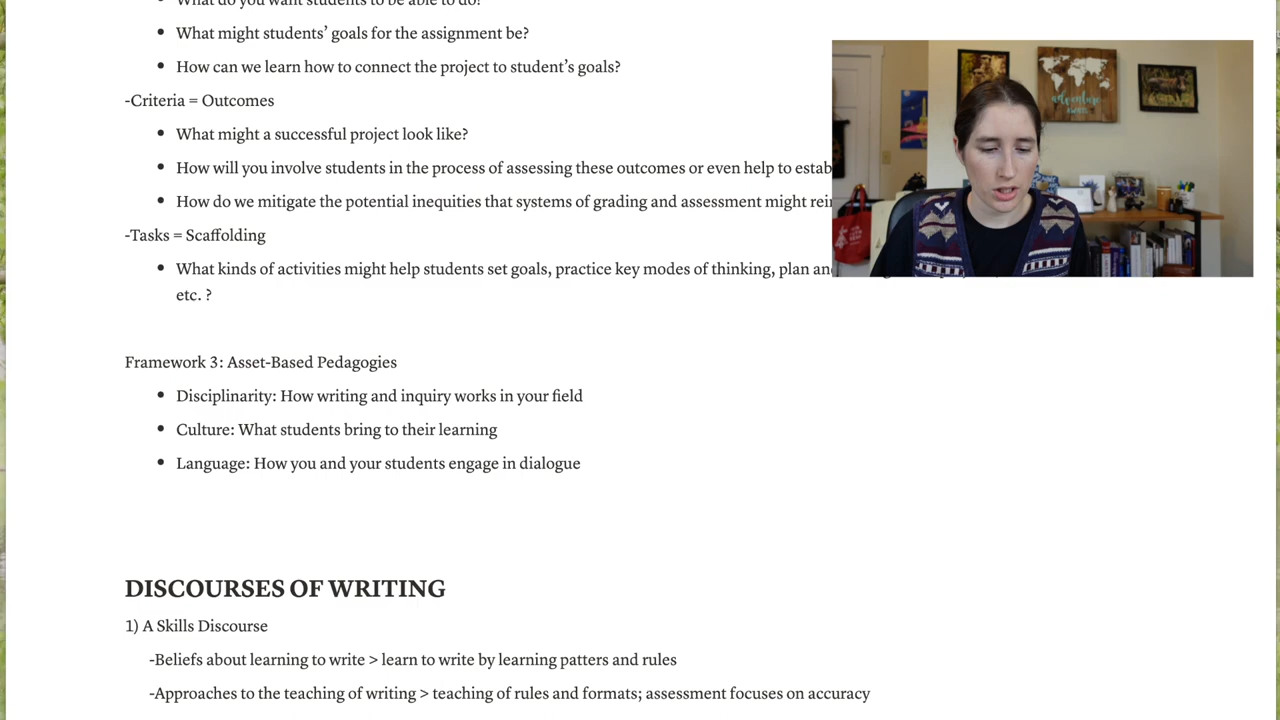 What do you want students to be able to do?
What might students’ goals for the assignment be?
How can we learn how to connect the project to student’s goals?
-Criteria = Outcomes
What might a successful project look like?
How will you involve students in the process of assessing these outcomes or even help to estab
How do we mitigate the potential inequities that systems of grading and assessment might rei
-Tasks = Scaffolding
What kinds of activities might help students set goals, practice key modes of thinking, plan an
etc. ?
Framework 3: Asset-Based Pedagogies
Disciplinarity: How writing and inquiry works in your field
Culture: What students bring to their learning
Language: How you and your students engage in dialogue
DISCOURSES OF WRITING
1) A Skills Discourse
-Beliefs about learning to write > learn to write by learning patters and rules
-Approaches to the teaching of writing > teaching of rules and formats; assessment focuses on accuracy
adventure